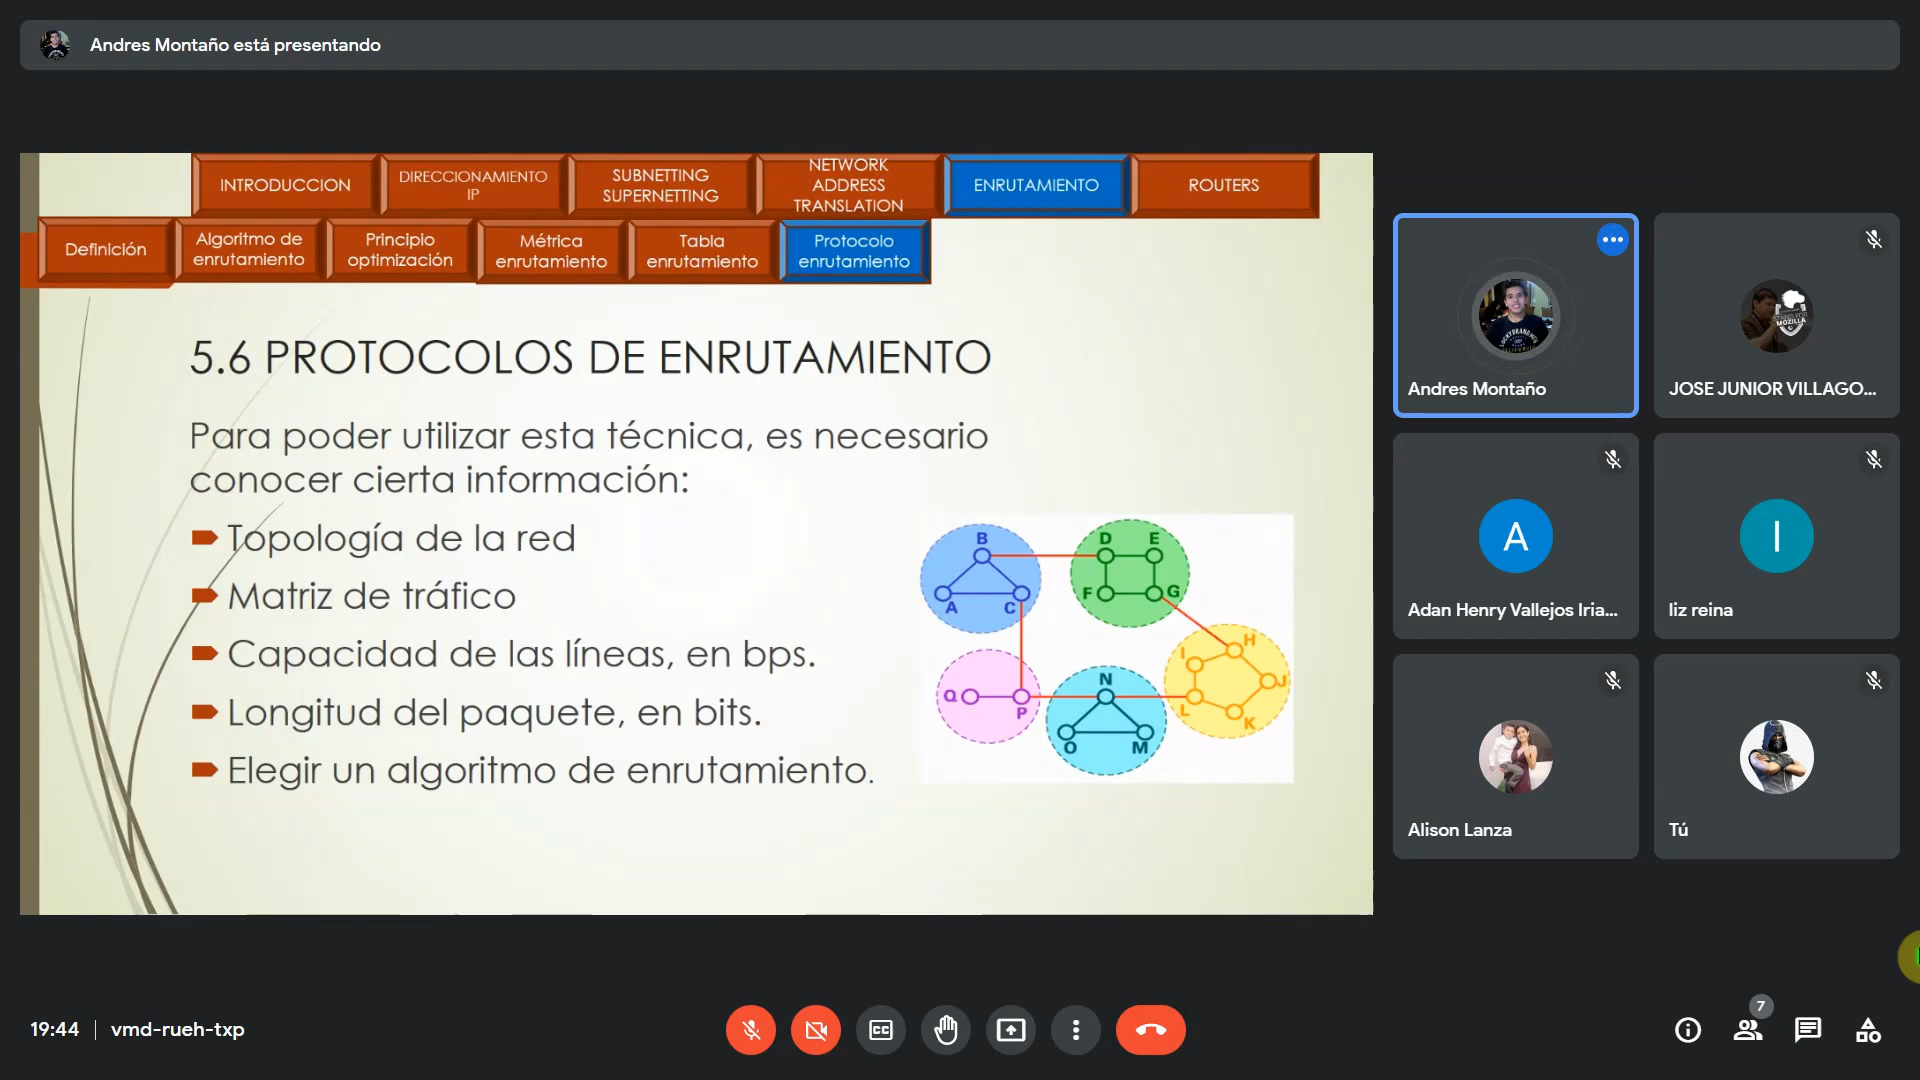 Andres Montaño está presentando
INTRODUCCION
DIRECCIONAMIENTO
IP
SUBNETTING
SUPERNETTING
NETWORK
ADDRESS
TRANSLATION
ENRUTAMIENTO
ROUTERS
Definición
Algoritmo de
enrutamiento
Principio
optimización
Métrica
enrutamiento
Tabla
enrutamiento
Protocolo
enrutamiento
5.6 PROTOCOLOS DE ENRUTAMIENTO
Para poder utilizar esta técnica, es necesario
conocer cierta información:
Topología de la red
Matriz de tráfico
Capacidad de las líneas, en bps.
Longitud del paquete, en bits.
Elegir un algoritmo de enrutamiento.
B
D
E
A
C
F
G
H
I
J
Q
P
N
L
K
O
M
Andres Montaño
JOSE JUNIOR VILLAGO...
A
Adan Henry Vallejos Iria...
l
liz reina
Alison Lanza
Tú
19:44
vmd-rueh-txp
CC
7